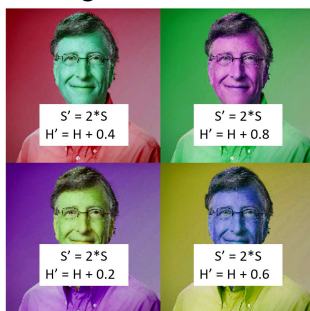 S' = 2*S
H' = H + 0.4
S' = 2*S
H' = H + 0.8
S' = 2*S
H' = H + 0.2
S' = 2*S
H' = H + 0.6